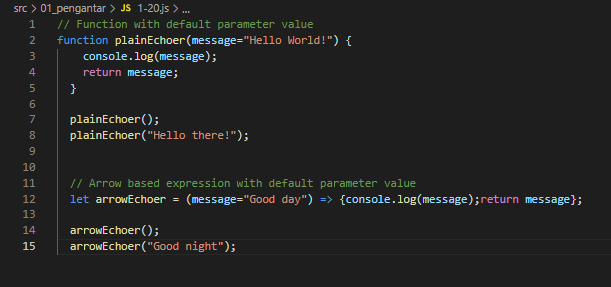 src > 01_pengantar > JS 1-20.js > ...
1 // Function with default parameter value
2 function plainEchoer(message="Hello World!") {
3 console.log(message);
4 return message;
5 }
6
7 plainEchoer();
8 plainEchoer("Hello there!");
9
10
11 // Arrow based expression with default parameter value
12 let arrowEchoer = (message="Good day") => {console.log(message);return message};
13
14 arrowEchoer();
15 arrowEchoer("Good night");